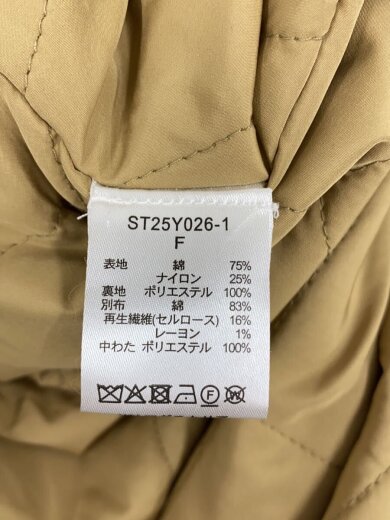 ST25Y026-1
F
表地 綿 75%
ナイロン 25%
裏地 ポリエステル 100%
別布 綿 83%
再生繊維(セルロース) 16%
レーヨン 1%
中わた ポリエステル 100%
F W